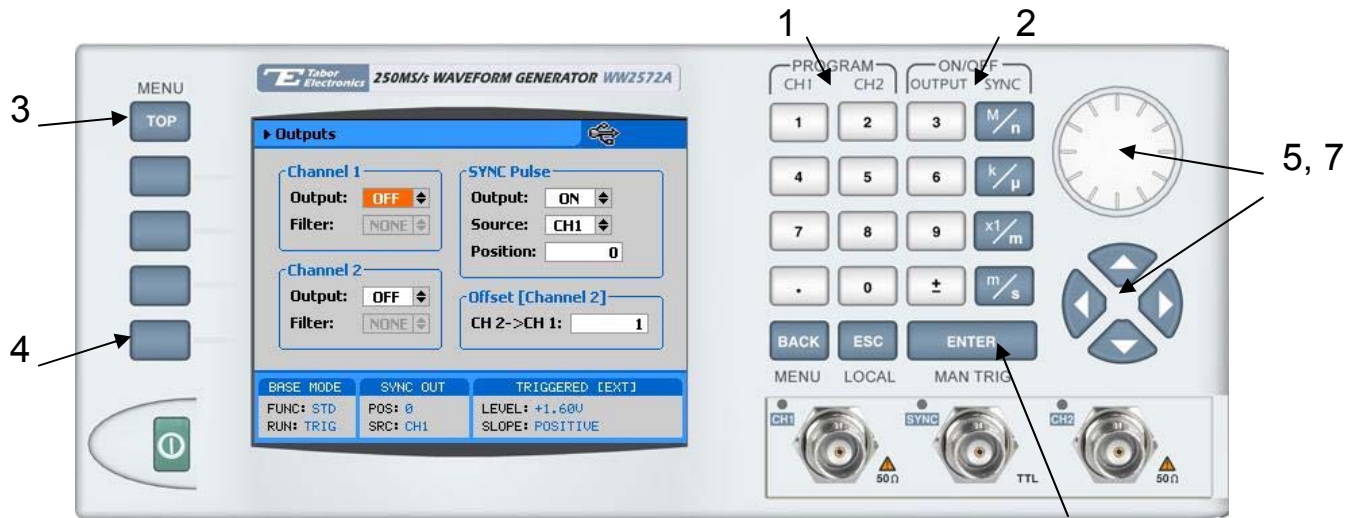 1 2
3
4
5, 7
MENU
TOP
Tabor Electronics 250MS/s WAVEFORM GENERATOR WW2572A
Outputs
Channel 1
Output: OFF
Filter: NONE
Channel 2
Output: OFF
Filter: NONE
SYNC Pulse
Output: ON
Source: CH1
Position: 0
Offset [Channel 2]
CH 2->CH 1: 1
BASE MODE SYNC OUT TRIGGERED [EXT]
FUNC: STD POS: 0 LEVEL: +1.60V
RUN: TRIG SRC: CH1 SLOPE: POSITIVE
PROGRAM ON/OFF
CH1 CH2 OUTPUT SYNC
1 2 3 M/n
4 5 6 k/µ
7 8 9 x1/m
. 0 ± m/s
BACK ESC ENTER
MENU LOCAL MAN TRIG
CH1 SYNC CH2
50Ω TTL 50Ω